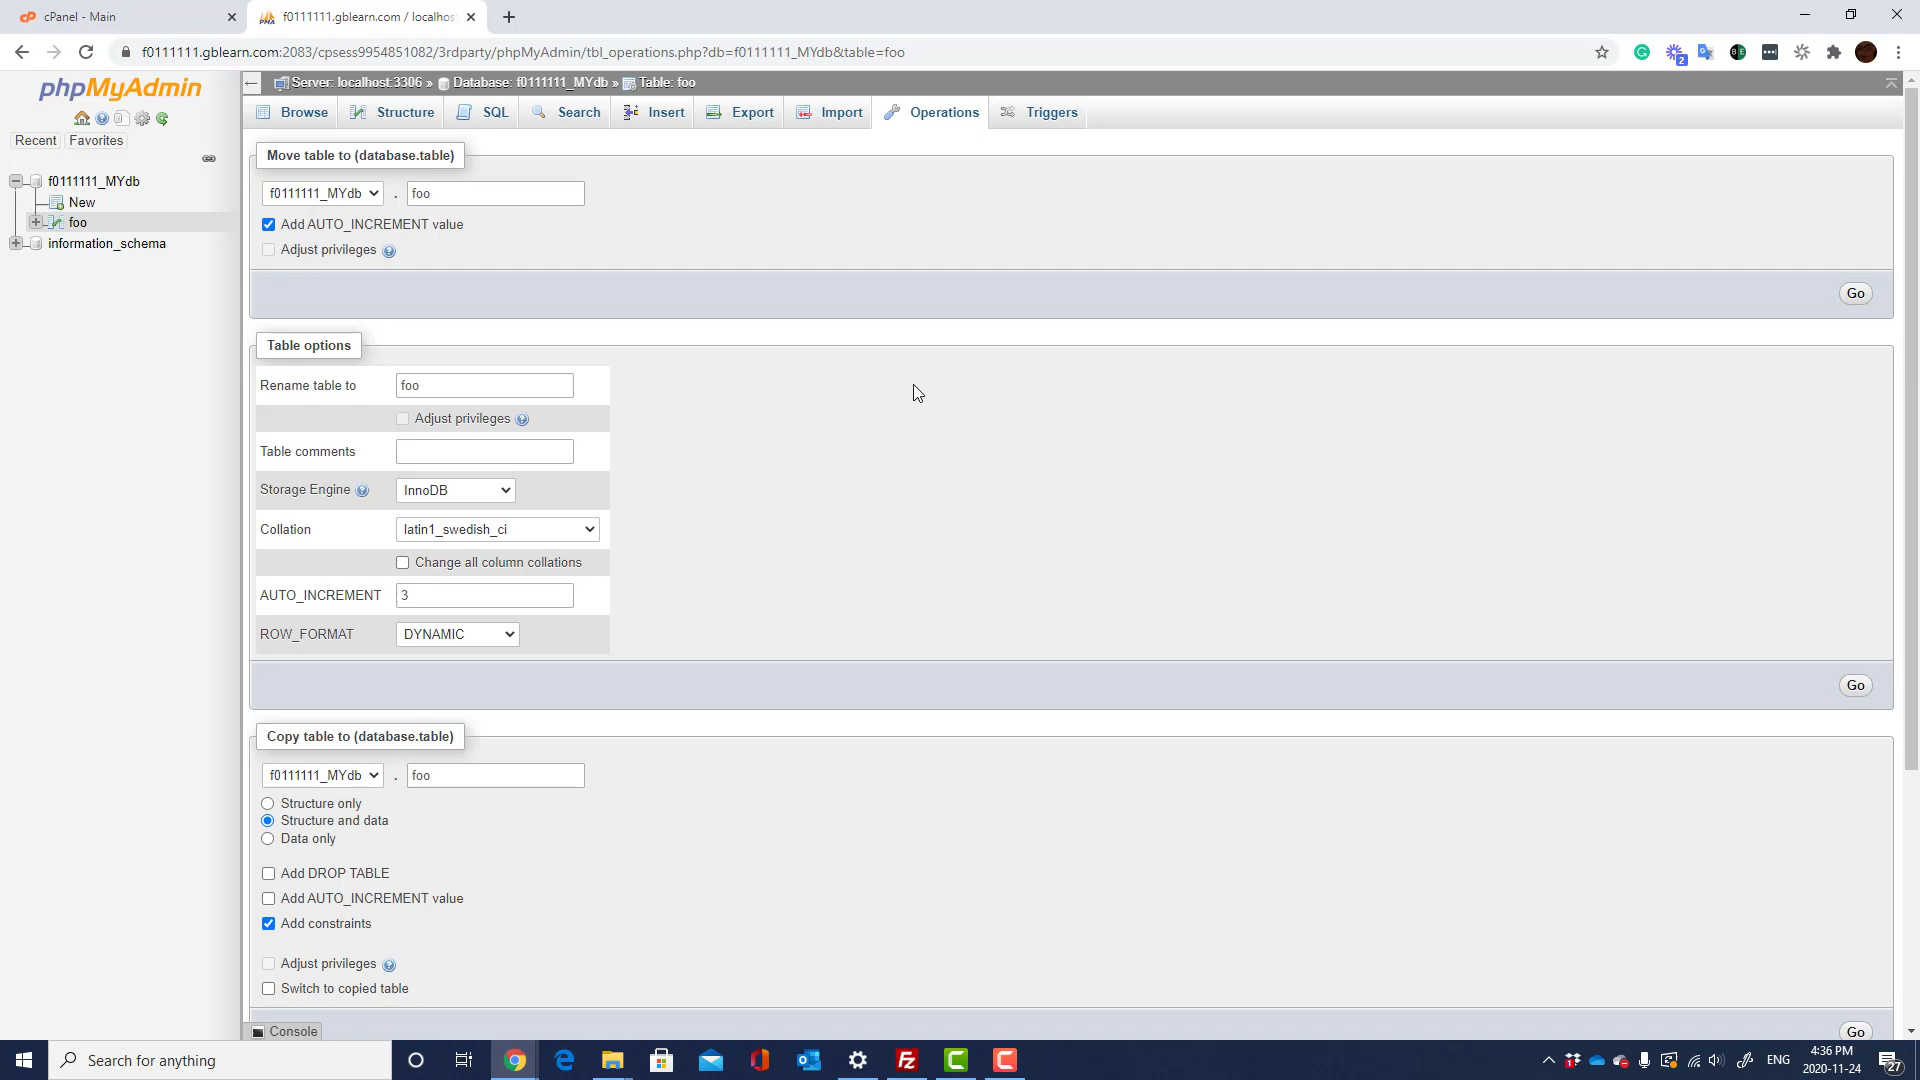 cPanel - Main
f0111111.gblearn.com / localhos
f0111111.gblearn.com:2083/cpsess9954851082/3rdparty/phpMyAdmin/tbl_operations.php?db=f0111111_MYdb&table=foo
2
phpMyAdmin
Recent
Favorites
f0111111_MYdb
New
foo
information_schema
Server: localhost:3306 » Database: f0111111_MYdb » Table: foo
Browse
Structure
SQL
Search
Insert
Export
Import
Operations
Triggers
Move table to (database.table)
f0111111_MYdb . foo
Add AUTO_INCREMENT value
Adjust privileges
Go
Table options
Rename table to foo
Adjust privileges
Table comments
Storage Engine InnoDB
Collation latin1_swedish_ci
Change all column collations
AUTO_INCREMENT 3
ROW_FORMAT DYNAMIC
Go
Copy table to (database.table)
f0111111_MYdb . foo
Structure only
Structure and data
Data only
Add DROP TABLE
Add AUTO_INCREMENT value
Add constraints
Adjust privileges
Switch to copied table
Console
Go
Search for anything
ENG
4:36 PM
2020-11-24
27